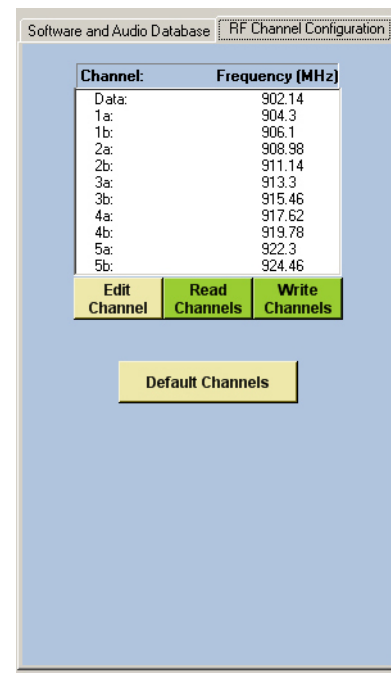 Software and Audio Database RF Channel Configuration
Channel: Frequency (MHz)
Data: 902.14
1a: 904.3
1b: 906.1
2a: 908.98
2b: 911.14
3a: 913.3
3b: 915.46
4a: 917.62
4b: 919.78
5a: 922.3
5b: 924.46
Edit Read Write
Channel Channels Channels
Default Channels